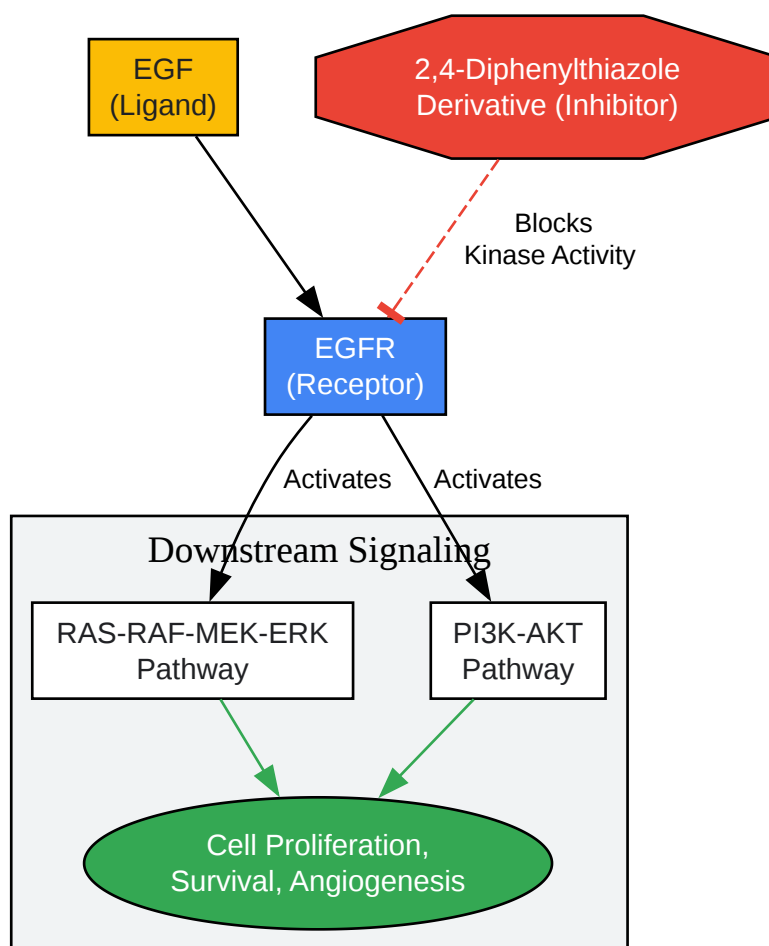 EGF
(Ligand)
2,4-Diphenylthiazole
Derivative (Inhibitor)
Blocks
Kinase Activity
EGFR
(Receptor)
Activates
Activates
Downstream Signaling
RAS-RAF-MEK-ERK
Pathway
PI3K-AKT
Pathway
Cell Proliferation,
Survival, Angiogenesis